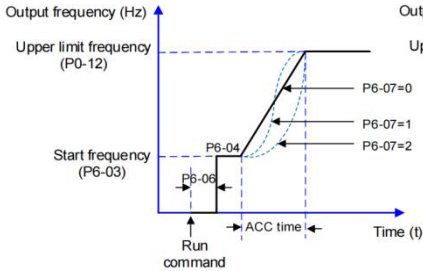 Output frequency (Hz)
Upper limit frequency
(P0-12)
Start frequency
(P6-03)
P6-04
P6-06
P6-07=0
P6-07=1
P6-07=2
ACC time
Time (t)
Run
command
Out
Up